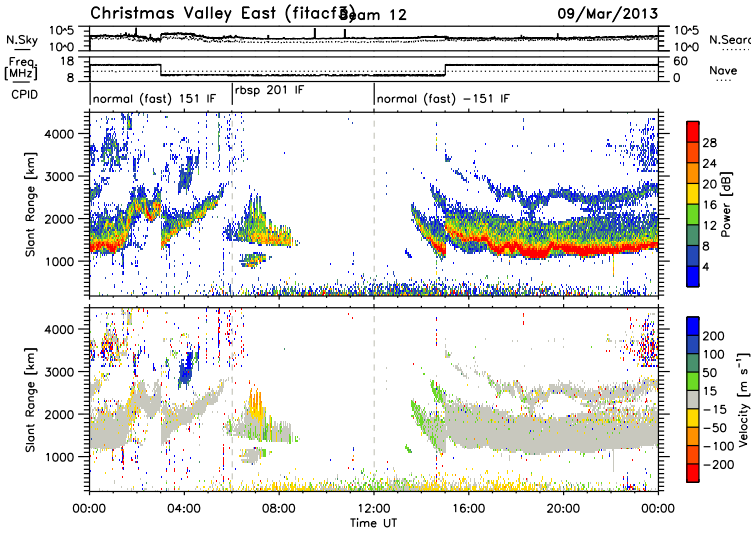 Christmas Valley East (fitacf3) Beam 12 09/Mar/2013
N.Sky 10^5 10^0 10^5 10^0 N.Searc
Freq. [MHz] 18 8 60 0 Nave
CPID normal (fast) 151 IF rbsp 201 IF normal (fast) -151 IF
Slant Range [km] 4000 3000 2000 1000
28 24 20 16 12 8 4 Power [dB]
Slant Range [km] 4000 3000 2000 1000
200 100 50 15 -15 -50 -100 -200 Velocity [m s⁻¹]
00:00 04:00 08:00 12:00 16:00 20:00 00:00
Time UT